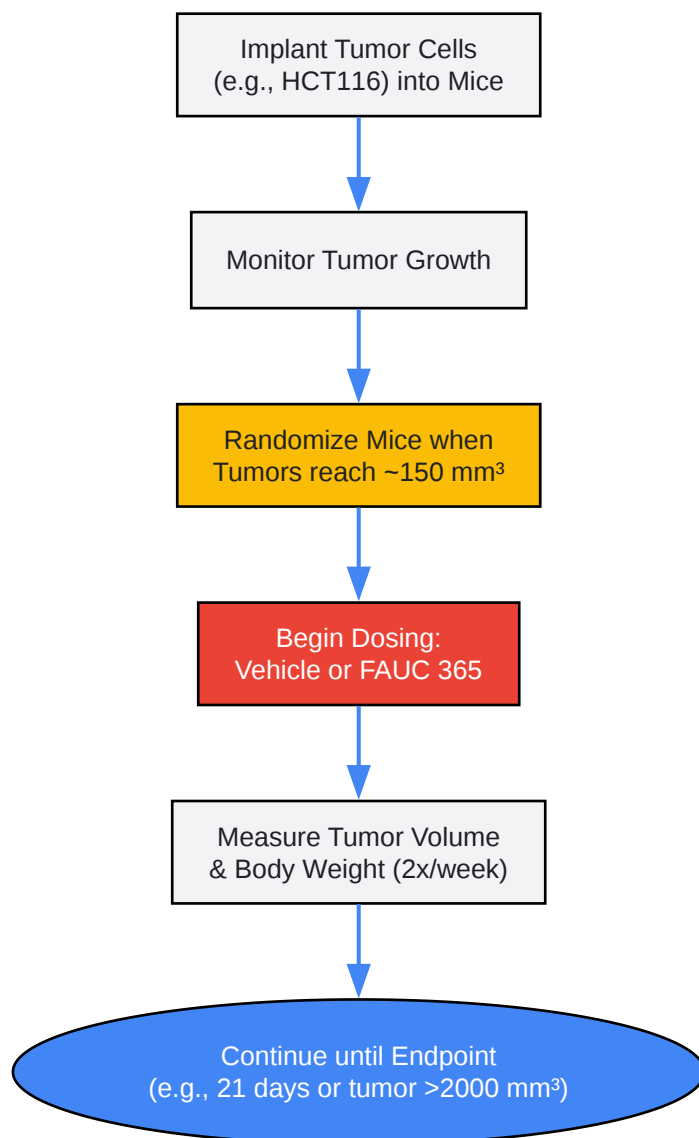 Implant Tumor Cells
(e.g., HCT116) into Mice
Monitor Tumor Growth
Randomize Mice when
Tumors reach ~150 mm³
Begin Dosing:
Vehicle or FAUC 365
Measure Tumor Volume
& Body Weight (2x/week)
Continue until Endpoint
(e.g., 21 days or tumor >2000 mm³)